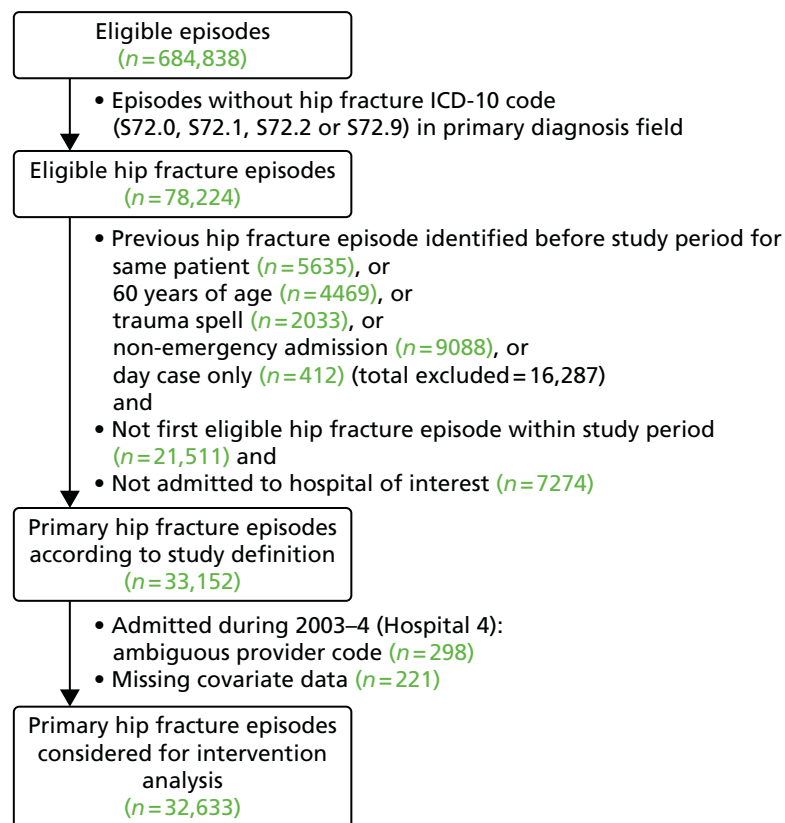 Eligible episodes
(n=684,838)
• Episodes without hip fracture ICD-10 code
(S72.0, S72.1, S72.2 or S72.9) in primary diagnosis field
Eligible hip fracture episodes
(n=78,224)
• Previous hip fracture episode identified before study period for
same patient (n=5635), or
60 years of age (n=4469), or
trauma spell (n=2033), or
non-emergency admission (n=9088), or
day case only (n=412) (total excluded=16,287)
and
• Not first eligible hip fracture episode within study period
(n=21,511) and
• Not admitted to hospital of interest (n=7274)
Primary hip fracture episodes
according to study definition
(n=33,152)
• Admitted during 2003–4 (Hospital 4):
ambiguous provider code (n=298)
• Missing covariate data (n=221)
Primary hip fracture episodes
considered for intervention
analysis
(n=32,633)